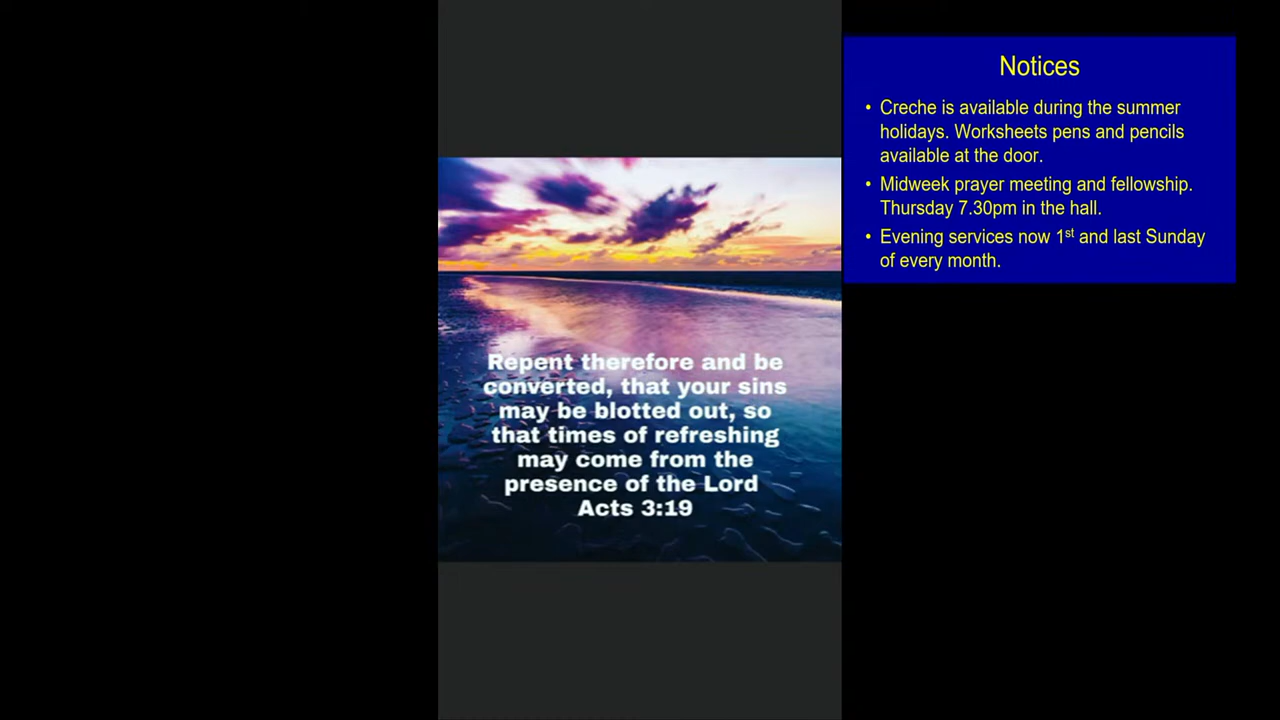 Notices
• Creche is available during the summer
holidays. Worksheets pens and pencils
available at the door.
• Midweek prayer meeting and fellowship.
Thursday 7.30pm in the hall.
• Evening services now 1st and last Sunday
of every month.
Repent therefore and be
converted, that your sins
may be blotted out, so
that times of refreshing
may come from the
presence of the Lord
Acts 3:19